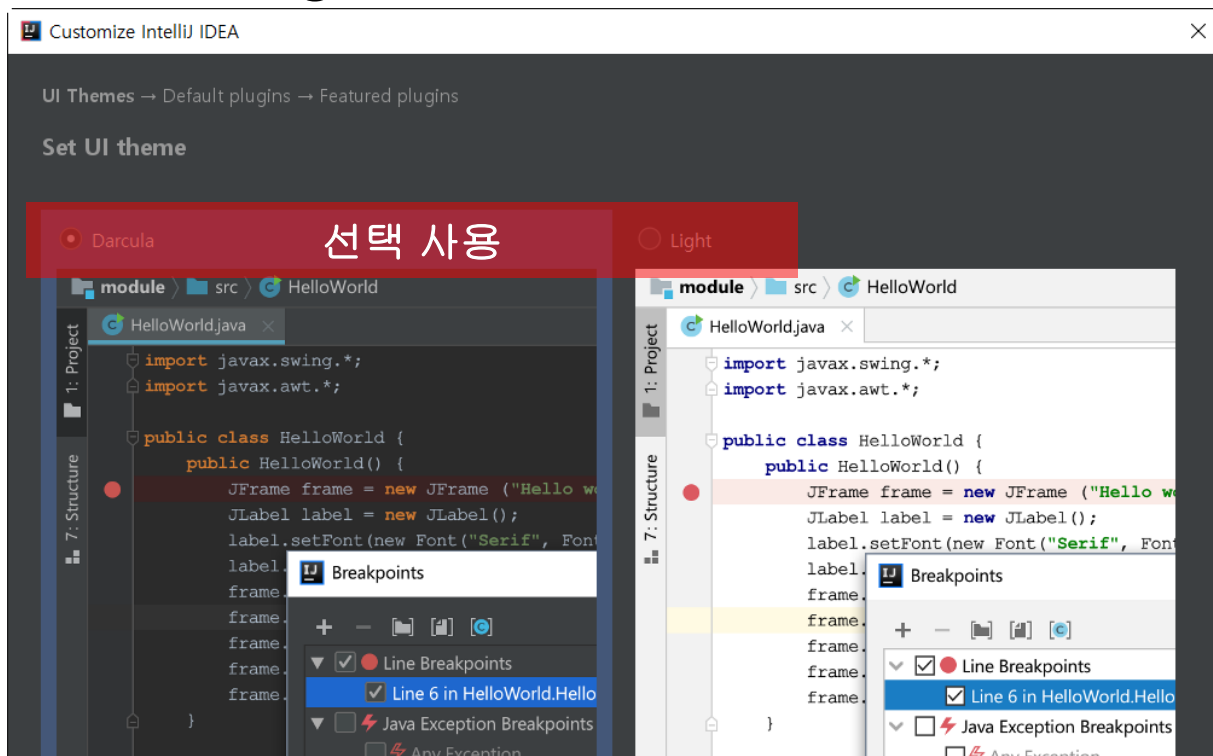 Customize IntelliJ IDEA
UI Themes → Default plugins → Featured plugins
Set UI theme
Darcula
선택 사용
Light
module 〉 src 〉 HelloWorld
1: Project
7: Structure
HelloWorld.java
import javax.swing.*;
import javax.awt.*;
public class HelloWorld {
public HelloWorld() {
JFrame frame = new JFrame ("Hello
JLabel label = new JLabel();
label.setFont(new Font("Serif", Font
label.
frame.
frame.
frame.
frame.
frame.
}
Breakpoints
Line Breakpoints
Line 6 in HelloWorld.Hello
Java Exception Breakpoints
Any Exception
module 〉 src 〉 HelloWorld
1: Project
7: Structure
HelloWorld.java
import javax.swing.*;
import javax.awt.*;
public class HelloWorld {
public HelloWorld() {
JFrame frame = new JFrame ("Hello
JLabel label = new JLabel();
label.setFont(new Font("Serif", Font
label.
frame.
frame.
frame.
frame.
frame.
}
Breakpoints
Line Breakpoints
Line 6 in HelloWorld.Hello
Java Exception Breakpoints
Any Exception